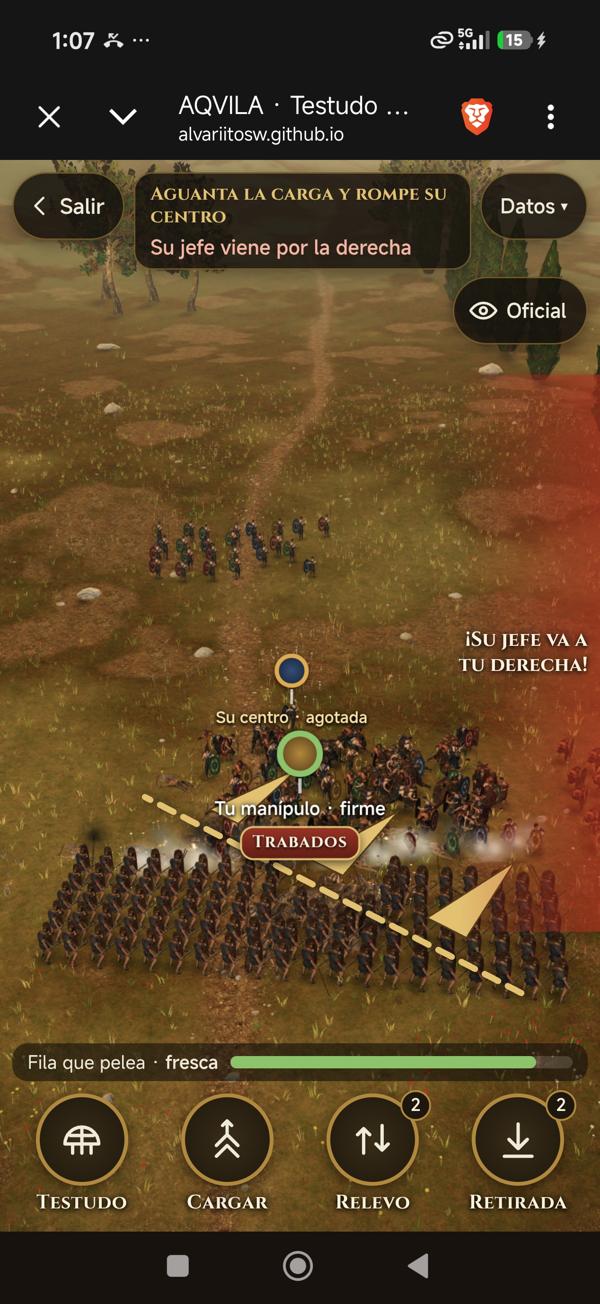 1:07 ...
5G
15
AQVILA · Testudo ...
alvariitosw.github.io
Salir
AGUANTA LA CARGA Y ROMPE SU
CENTRO
Su jefe viene por la derecha
Datos ▾
Oficial
¡SU JEFE VA A
TU DERECHA!
Su centro · agotada
Tu manípulo · firme
TRABADOS
Fila que pelea · fresca
2
2
TESTUDO
CARGAR
RELEVO
RETIRADA